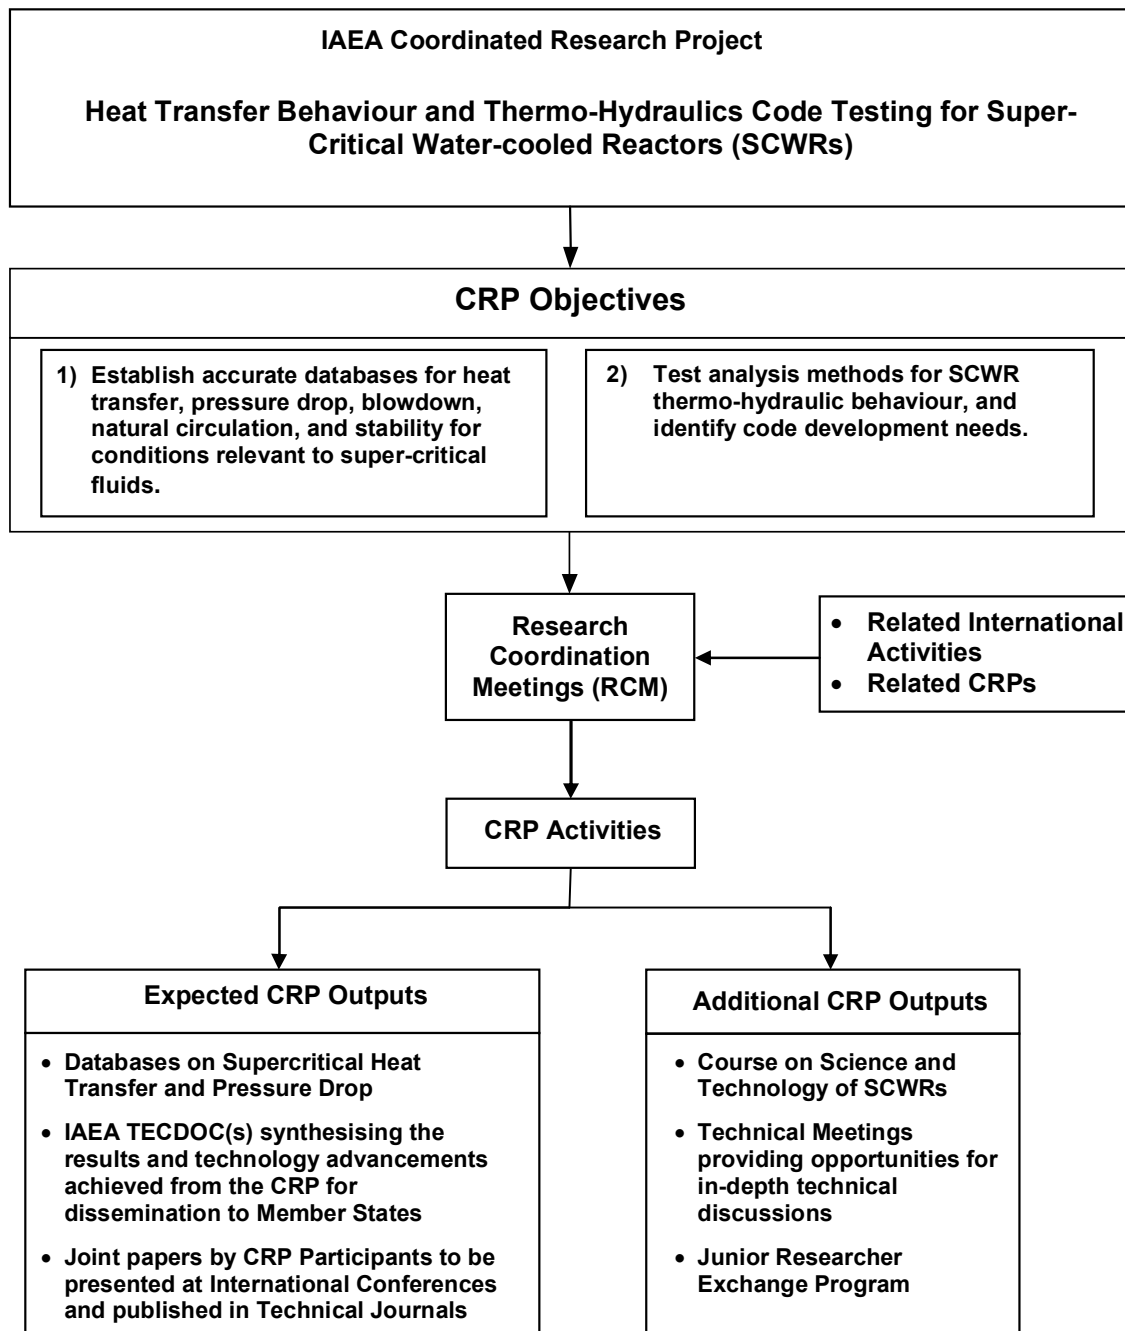 IAEA Coordinated Research Project
Heat Transfer Behaviour and Thermo-Hydraulics Code Testing for Super-
Critical Water-cooled Reactors (SCWRs)
CRP Objectives
1) Establish accurate databases for heat
transfer, pressure drop, blowdown,
natural circulation, and stability for
conditions relevant to super-critical
fluids.
2) Test analysis methods for SCWR
thermo-hydraulic behaviour, and
identify code development needs.
Research
Coordination
Meetings (RCM)
• Related International
Activities
• Related CRPs
CRP Activities
Expected CRP Outputs
• Databases on Supercritical Heat
Transfer and Pressure Drop
• IAEA TECDOC(s) synthesising the
results and technology advancements
achieved from the CRP for
dissemination to Member States
• Joint papers by CRP Participants to be
presented at International Conferences
and published in Technical Journals
Additional CRP Outputs
• Course on Science and
Technology of SCWRs
• Technical Meetings
providing opportunities for
in-depth technical
discussions
• Junior Researcher
Exchange Program